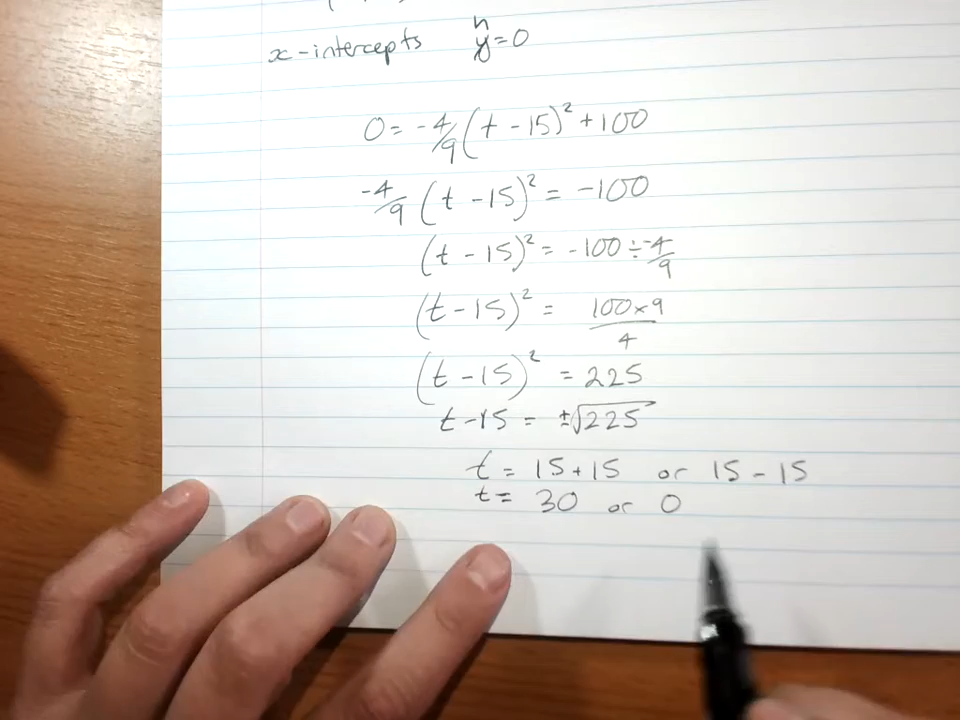 h
x-intercepts y=0
0 = -4/9 (t - 15)² + 100
-4/9 (t - 15)² = -100
(t - 15)² = -100 ÷ -4/9
(t - 15)² = 100×9/4
(t - 15)² = 225
t - 15 = ±√225
t = 15 + 15 or 15 - 15
t = 30 or 0